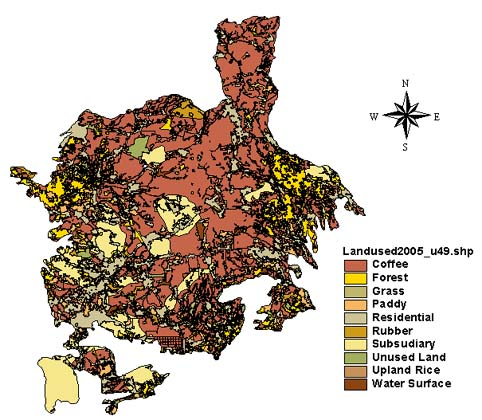 N
W E
S
Landused2005_u49.shp
Coffee
Forest
Grass
Paddy
Residential
Rubber
Subsudiary
Unused Land
Upland Rice
Water Surface